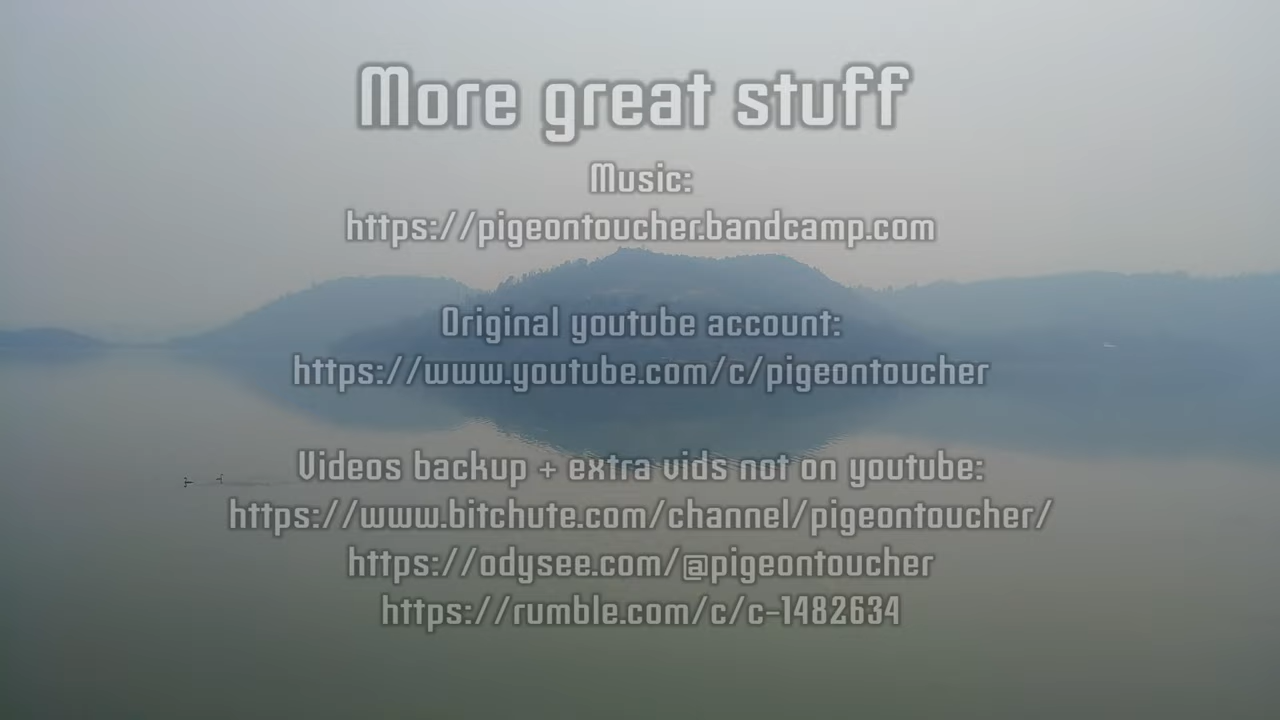 More great stuff
Music:
https://pigeontoucher.bandcamp.com
Original youtube account:
https://www.youtube.com/c/pigeontoucher
Videos backup + extra vids not on youtube:
https://www.bitchute.com/channel/pigeontoucher/
https://odysee.com/@pigeontoucher
https://rumble.com/c/c-1482634